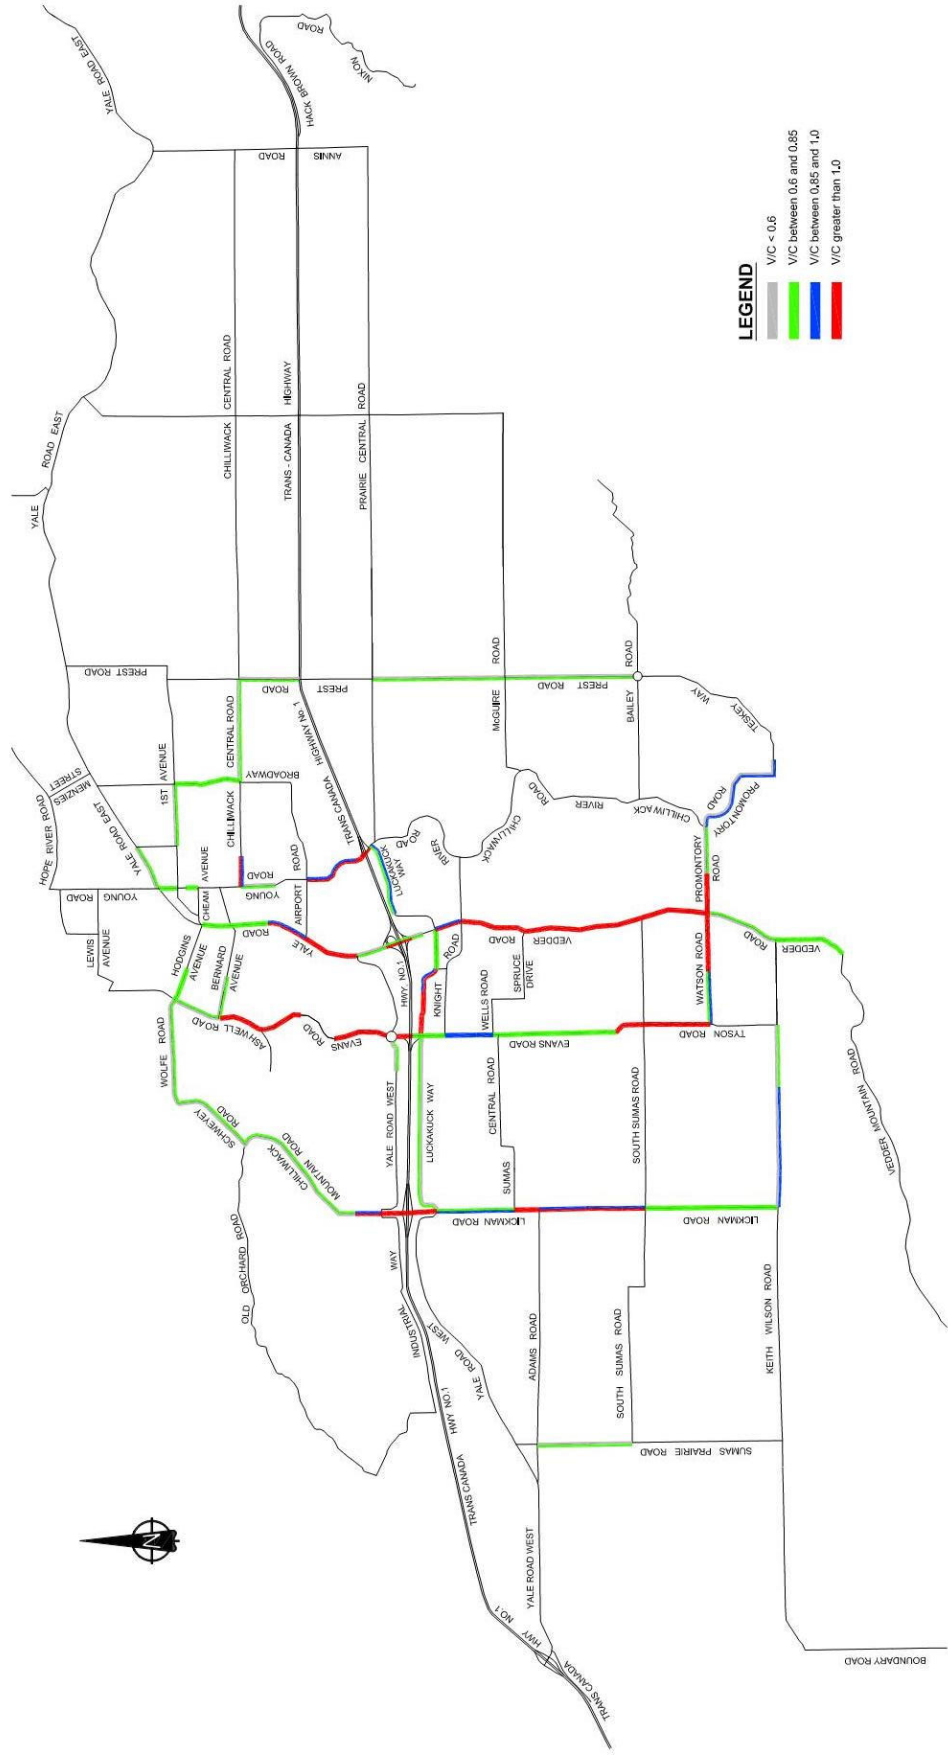 YALE ROAD EAST
HACK BROWN ROAD
NIXON
ROAD
ANNIS
ROAD
LEGEND
V/C < 0.6
V/C between 0.6 and 0.85
V/C between 0.85 and 1.0
V/C greater than 1.0
YALE
ROAD EAST
CHILLIWACK
CENTRAL ROAD
TRANS - CANADA
HIGHWAY
PRAIRIE CENTRAL
ROAD
PREST ROAD
PREST
ROAD
PREST
ROAD
McGUIRE
ROAD
BAILEY
ROAD
TESKEY
WAY
PROMONTORY
ROAD
CHILLIWACK
RIVER
ROAD
HOPE RIVER ROAD
MENZIES
STREET
YALE ROAD EAST
1ST
AVENUE
CHILLIWACK
CENTRAL ROAD
BROADWAY
TRANS CANADA
HIGHWAY No. 1
YOUNG
ROAD
CHEAM
AVENUE
YOUNG
ROAD
AIRPORT
ROAD
LUCKAKUCK
WAY
CHILLIWACK
RIVER
ROAD
PROMONTORY
ROAD
LEWIS
AVENUE
HODGINS
AVENUE
BERNARD
AVENUE
YALE
ROAD
HWY NO.1
KNIGHT
ROAD
VEDDER
ROAD
WELLS ROAD
SPRUCE
DRIVE
WATSON ROAD
VEDDER
ROAD
WOLFE
ROAD
ASHWELL ROAD
EVANS
ROAD
EVANS ROAD
TYSON
ROAD
SCHWEYEY
ROAD
CHILLIWACK
MOUNTAIN ROAD
YALE ROAD WEST
LUCKAKUCK WAY
CENTRAL ROAD
SUMAS
SOUTH SUMAS ROAD
VEDDER MOUNTAIN ROAD
OLD ORCHARD ROAD
LICKMAN ROAD
LICKMAN ROAD
INDUSTRIAL
WAY
YALE ROAD WEST
ADAMS ROAD
SOUTH SUMAS ROAD
KEITH WILSON ROAD
TRANS CANADA
HWY NO.1
SUMAS PRAIRIE ROAD
N
YALE ROAD WEST
TRANS CANADA
HWY
NO.1
BOUNDARY ROAD